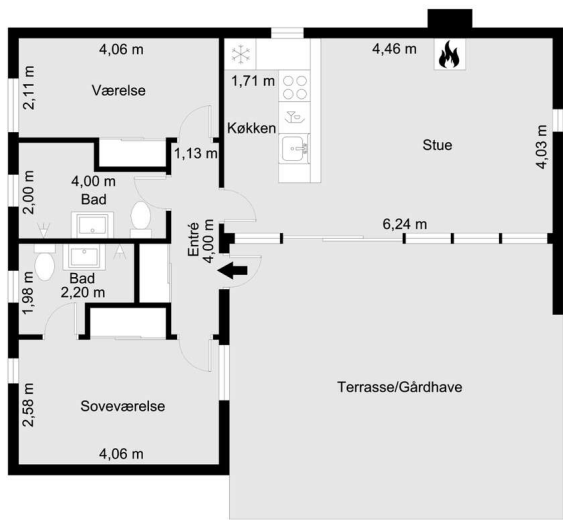 4,06 m
2,11 m
Værelse
4,46 m
1,71 m
Køkken
Stue
4,03 m
1,13 m
4,00 m
2,00 m
Bad
Entré
4,00 m
6,24 m
Bad
2,20 m
1,98 m
Terrasse/Gårdhave
2,58 m
Soveværelse
4,06 m